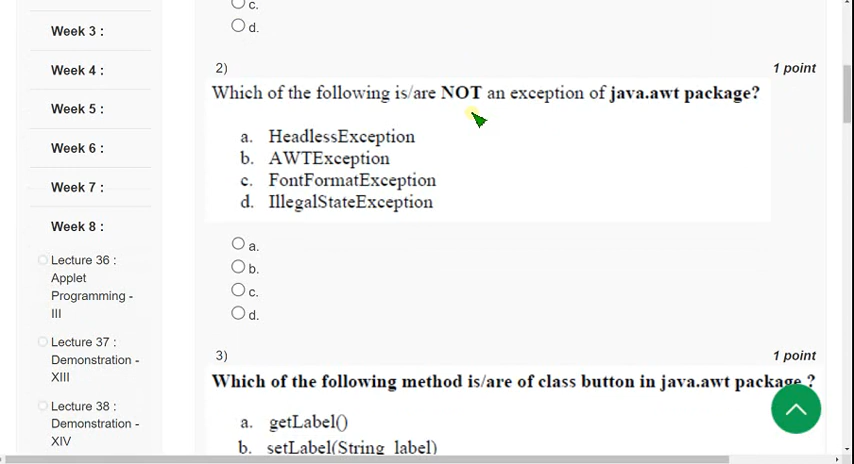 c.
d.
Week 3 :
Week 4 :
Week 5 :
Week 6 :
Week 7 :
Week 8 :
Lecture 36 :
Applet
Programming -
III
Lecture 37 :
Demonstration -
XIII
Lecture 38 :
Demonstration -
XIV
2)
1 point
Which of the following is/are NOT an exception of java.awt package?
a. HeadlessException
b. AWTException
c. FontFormatException
d. IllegalStateException
a.
b.
c.
d.
3)
1 point
Which of the following method is/are of class button in java.awt package ?
a. getLabel()
b. setLabel(String label)